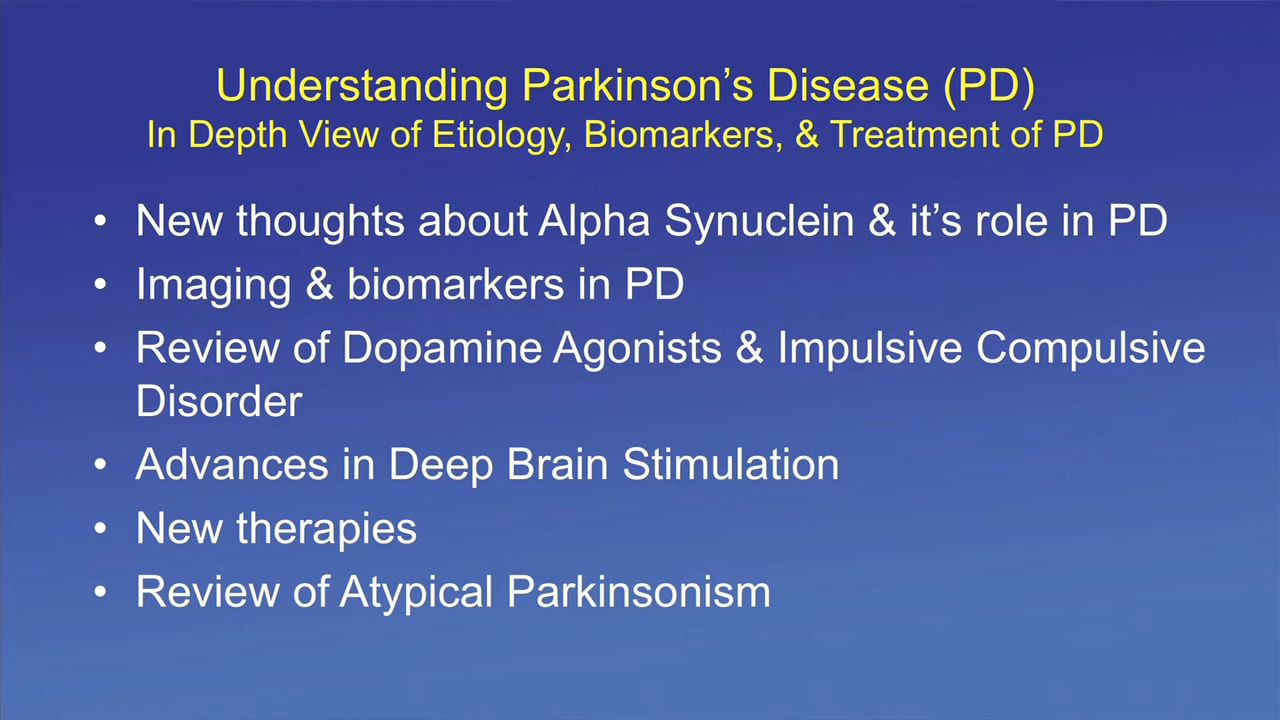 Understanding Parkinson’s Disease (PD)
In Depth View of Etiology, Biomarkers, & Treatment of PD
• New thoughts about Alpha Synuclein & it’s role in PD
• Imaging & biomarkers in PD
• Review of Dopamine Agonists & Impulsive Compulsive
Disorder
• Advances in Deep Brain Stimulation
• New therapies
• Review of Atypical Parkinsonism